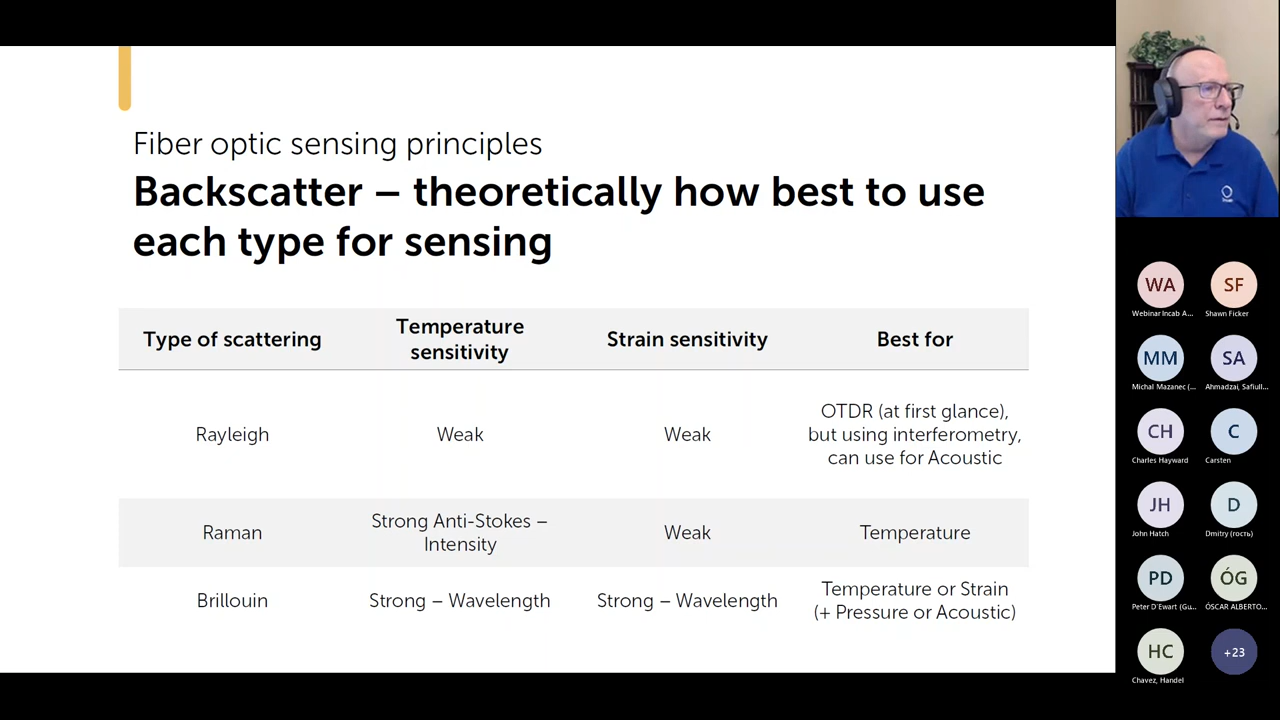 Fiber optic sensing principles
Backscatter – theoretically how best to use
each type for sensing
Type of scattering
Temperature
sensitivity
Strain sensitivity
Best for
Rayleigh
Weak
Weak
OTDR (at first glance),
but using interferometry,
can use for Acoustic
Raman
Strong Anti-Stokes –
Intensity
Weak
Temperature
Brillouin
Strong – Wavelength
Strong – Wavelength
Temperature or Strain
(+ Pressure or Acoustic)
WA
SF
Webinar Incab A...
Shawn Ficker
MM
SA
Michal Mazanec (...
Ahmadzai, Safiull...
CH
C
Charles Hayward
Carsten
JH
D
John Hatch
Dmitry (гость)
PD
ÓG
Peter D'Ewart (Gu...
ÓSCAR ALBERTO...
HC
+23
Chavez, Handel